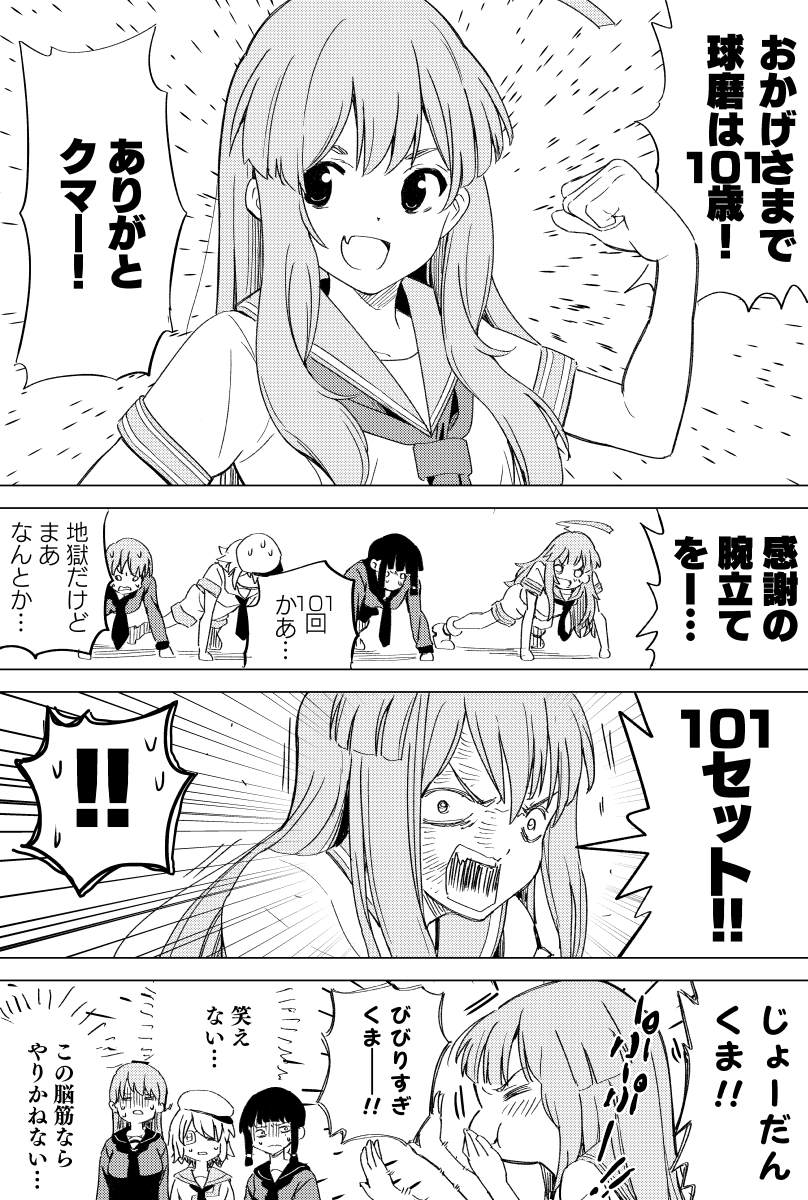 おかげさまで
球磨は101歳！
ありがと
クマー！
感謝の
腕立て
をー…
101回
かあ…
地獄だけど
まあ
なんとか…
101
セット!!
!!
じょーだん
くま!!
ぷぷぷ
びびりすぎ
くまー!!
笑え
ない…
この脳筋なら
やりかねない…